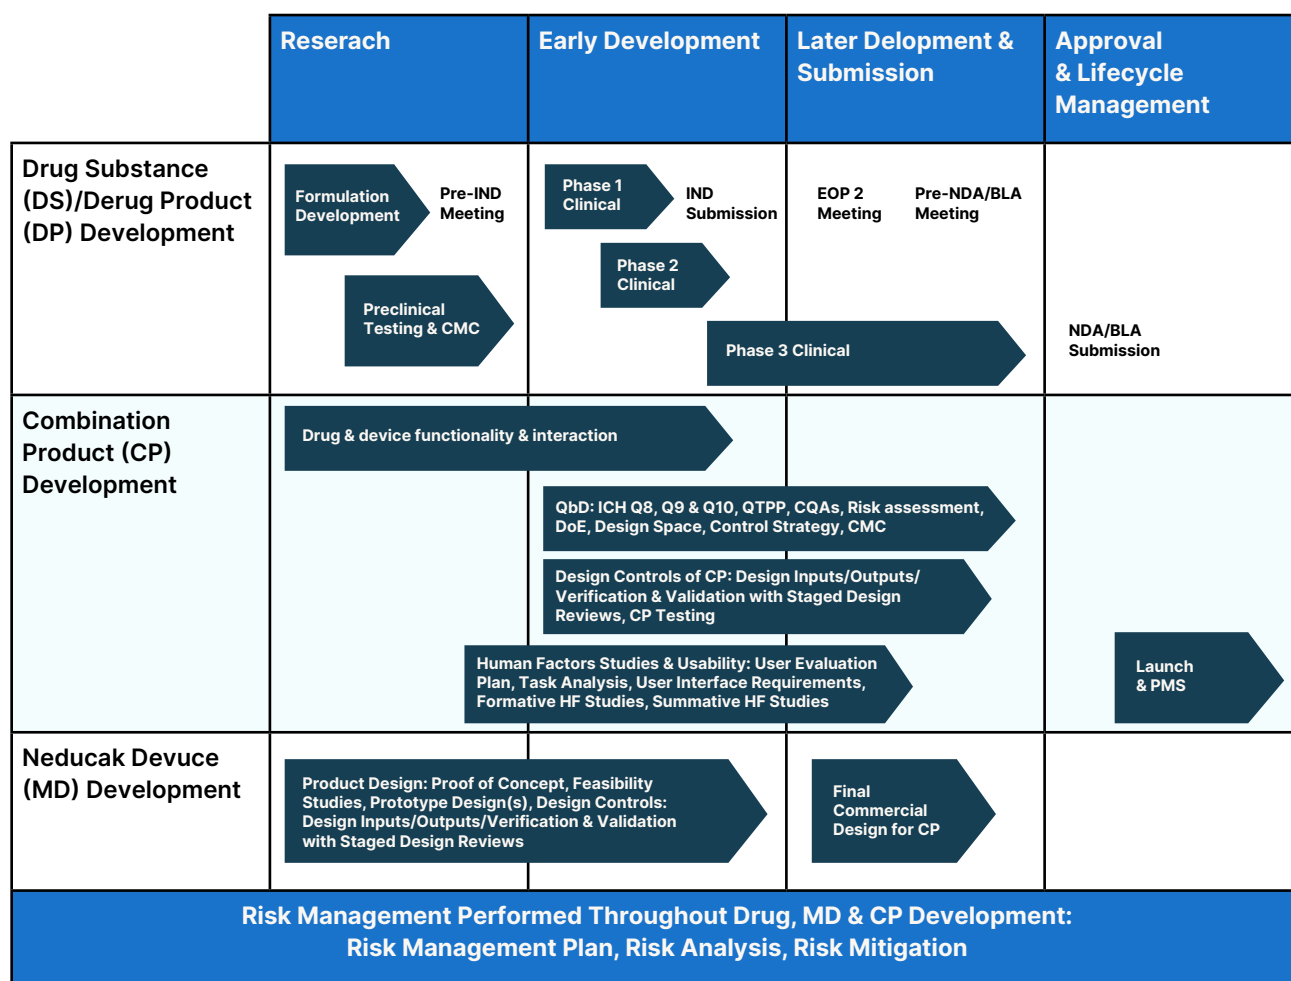 Reserach
Early Development
Later Delopment &
Submission
Approval
& Lifecycle
Management
Drug Substance
(DS)/Derug Product
(DP) Development
Formulation
Development
Pre-IND
Meeting
Preclinical
Testing & CMC
Phase 1
Clinical
IND
Submission
Phase 2
Clinical
EOP 2
Meeting
Pre-NDA/BLA
Meeting
Phase 3 Clinical
NDA/BLA
Submission
Combination
Product (CP)
Development
Drug & device functionality & interaction
QbD: ICH Q8, Q9 & Q10, QTPP, CQAs, Risk assessment,
DoE, Design Space, Control Strategy, CMC
Design Controls of CP: Design Inputs/Outputs/
Verification & Validation with Staged Design
Reviews, CP Testing
Human Factors Studies & Usability: User Evaluation
Plan, Task Analysis, User Interface Requirements,
Formative HF Studies, Summative HF Studies
Launch
& PMS
Neducak Devuce
(MD) Development
Product Design: Proof of Concept, Feasibility
Studies, Prototype Design(s), Design Controls:
Design Inputs/Outputs/Verification & Validation
with Staged Design Reviews
Final
Commercial
Design for CP
Risk Management Performed Throughout Drug, MD & CP Development:
Risk Management Plan, Risk Analysis, Risk Mitigation